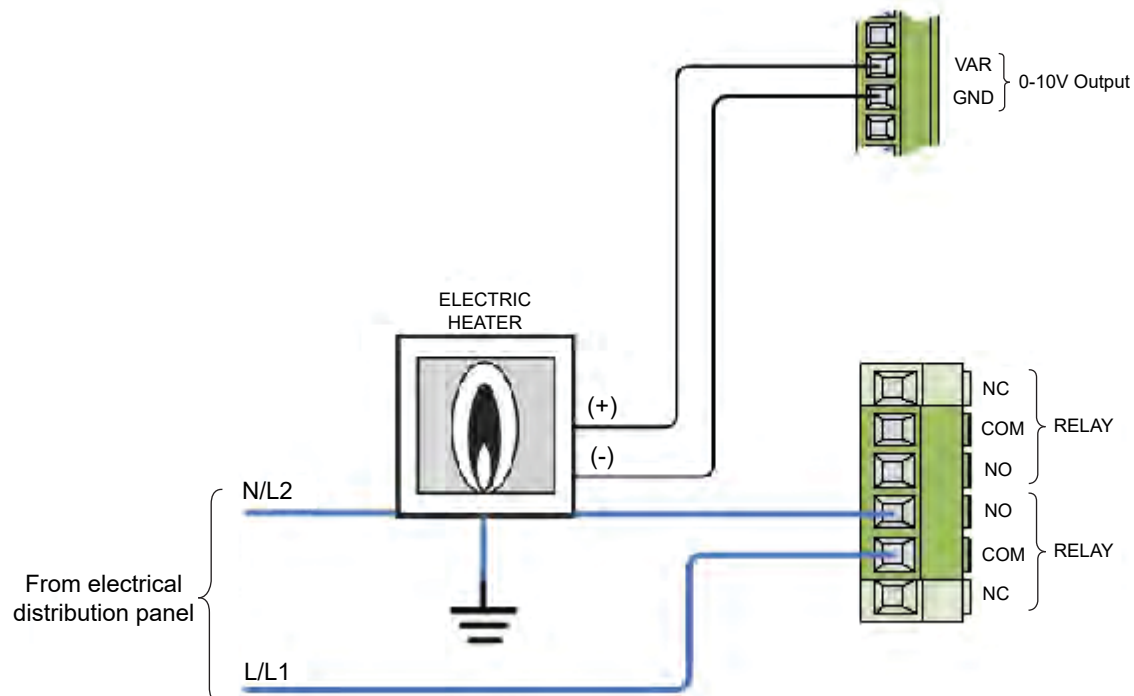 VAR
GND
0-10V Output
ELECTRIC
HEATER
(+)
(-)
N/L2
From electrical
distribution panel
L/L1
NC
COM
NO
RELAY
NO
COM
NC
RELAY